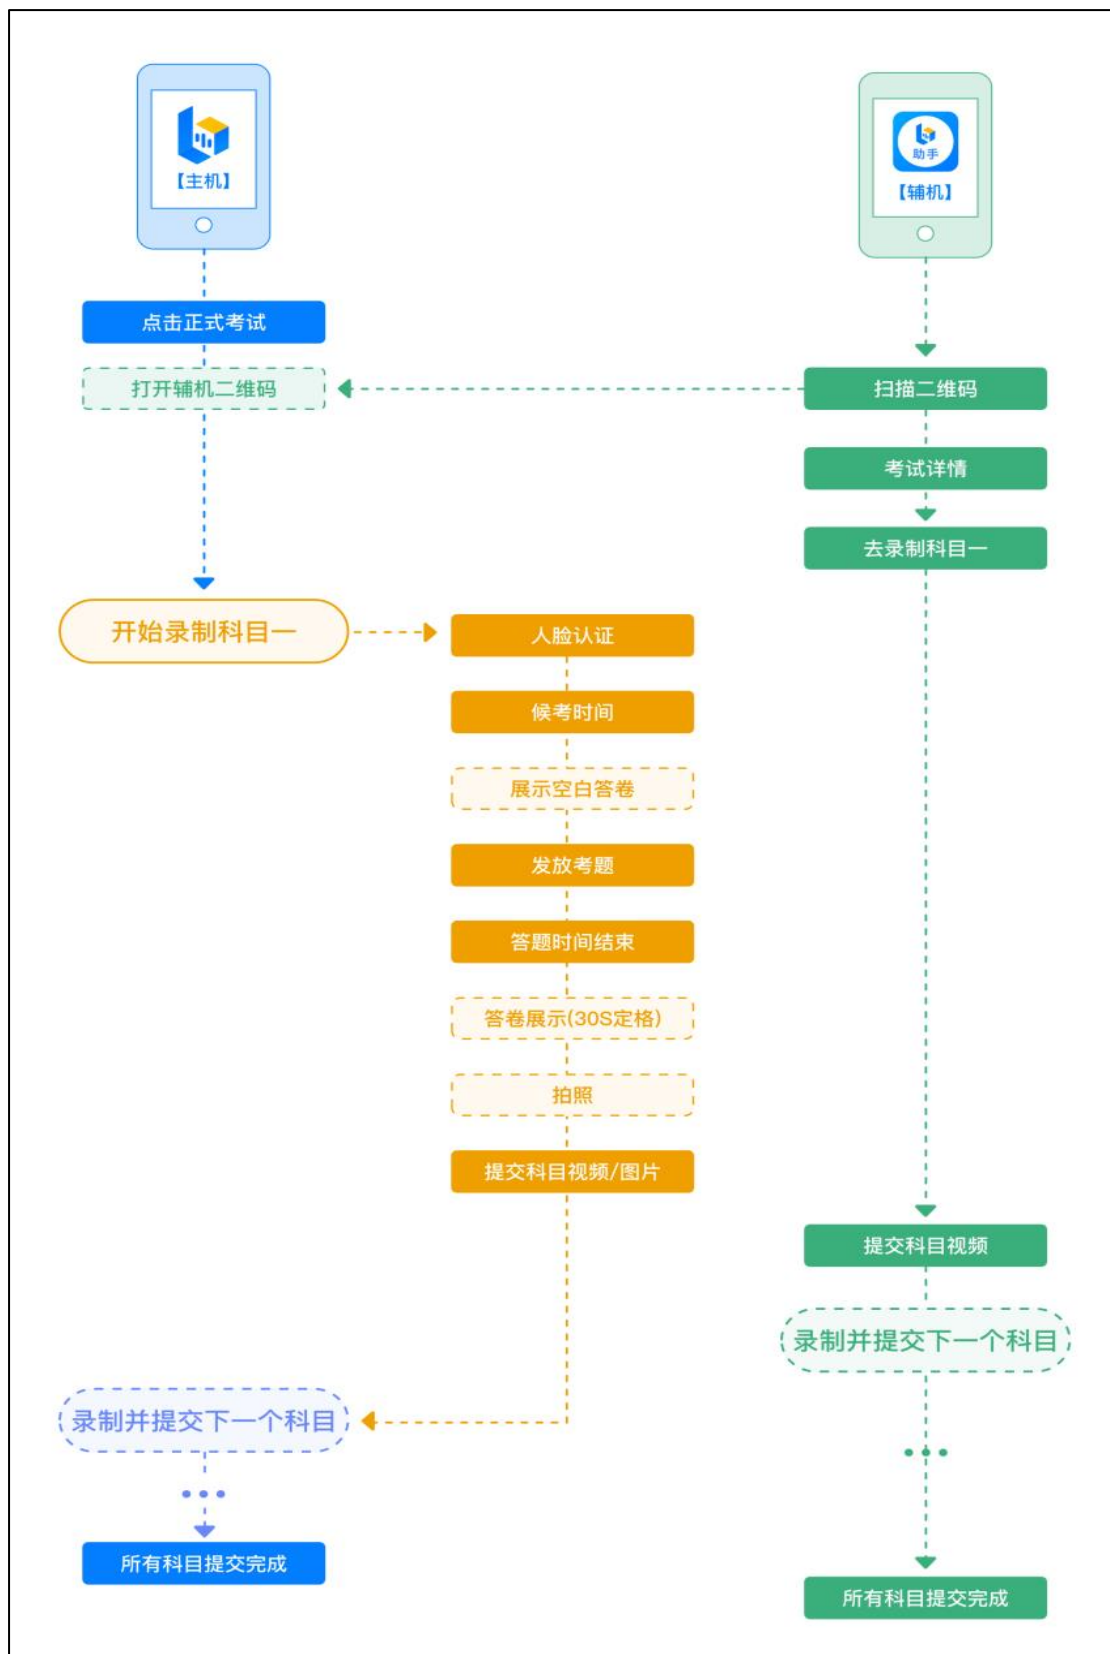 【主机】
助手
【辅机】
点击正式考试
打开辅机二维码
扫描二维码
考试详情
去录制科目一
开始录制科目一
人脸认证
候考时间
展示空白答卷
发放考题
答题时间结束
答卷展示(30S定格)
拍照
提交科目视频/图片
提交科目视频
录制并提交下一个科目
录制并提交下一个科目
所有科目提交完成
所有科目提交完成